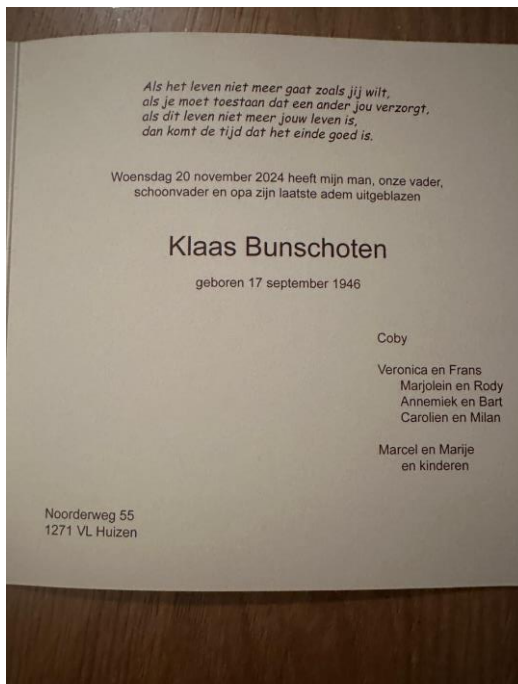 Als het leven niet meer gaat zoals jij wilt,
als je moet toestaan dat een ander jou verzorgt,
als dit leven niet meer jouw leven is,
dan komt de tijd dat het einde goed is.
Woensdag 20 november 2024 heeft mijn man, onze vader,
schoonvader en opa zijn laatste adem uitgeblazen
Klaas Bunschoten
geboren 17 september 1946
Coby
Veronica en Frans
Marjolein en Rody
Annemiek en Bart
Carolien en Milan
Marcel en Marije
en kinderen
Noorderweg 55
1271 VL Huizen